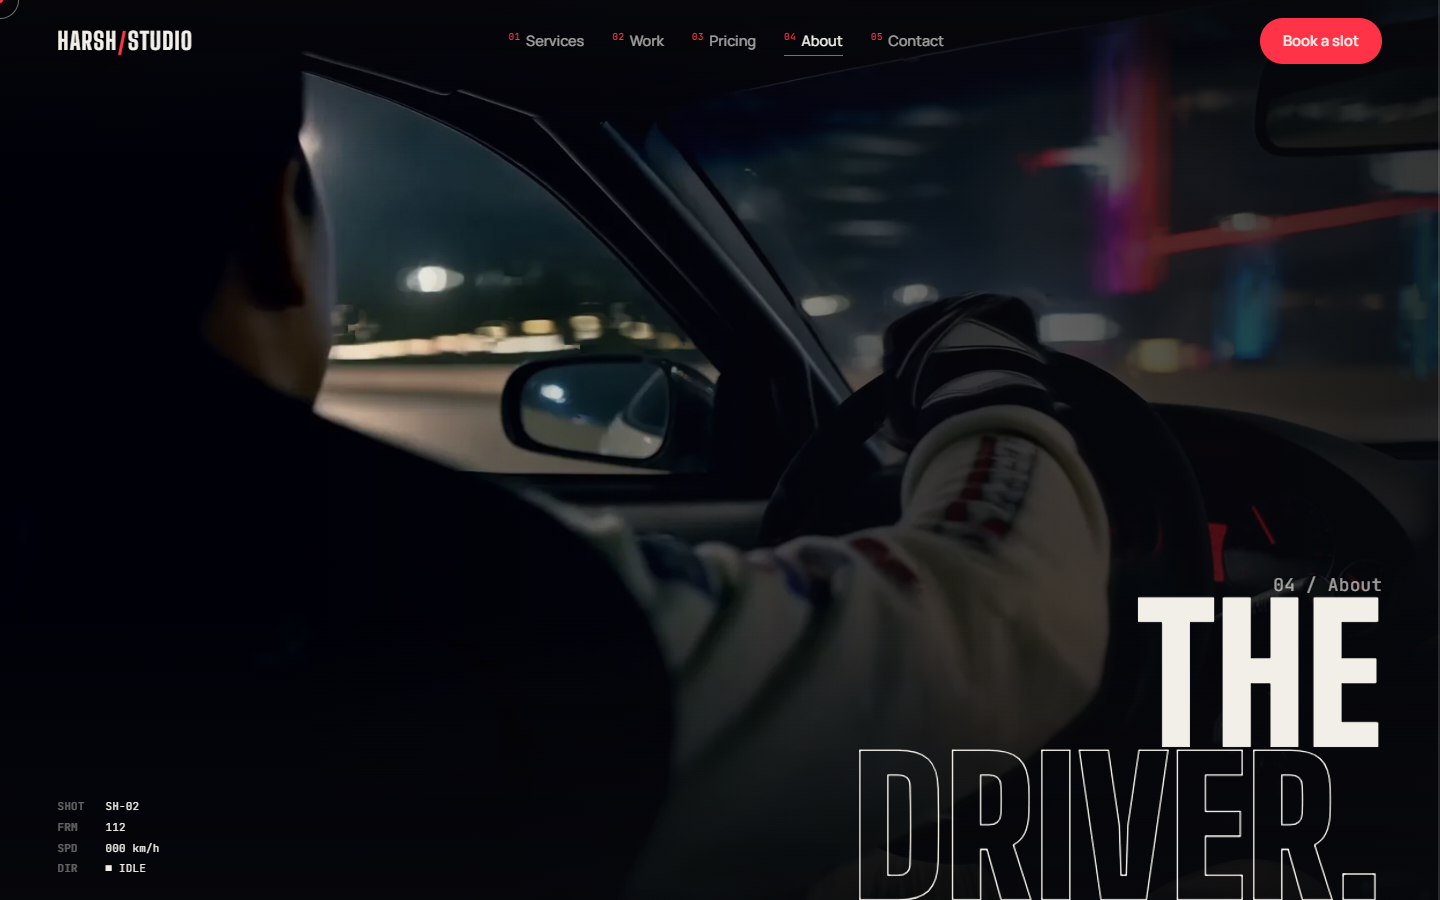 HARSH/STUDIO
01 Services
02 Work
03 Pricing
04 About
05 Contact
Book a slot
04 / About
THE
DRIVER.
SHOT SH-02
FRM 112
SPD 000 km/h
DIR ■ IDLE